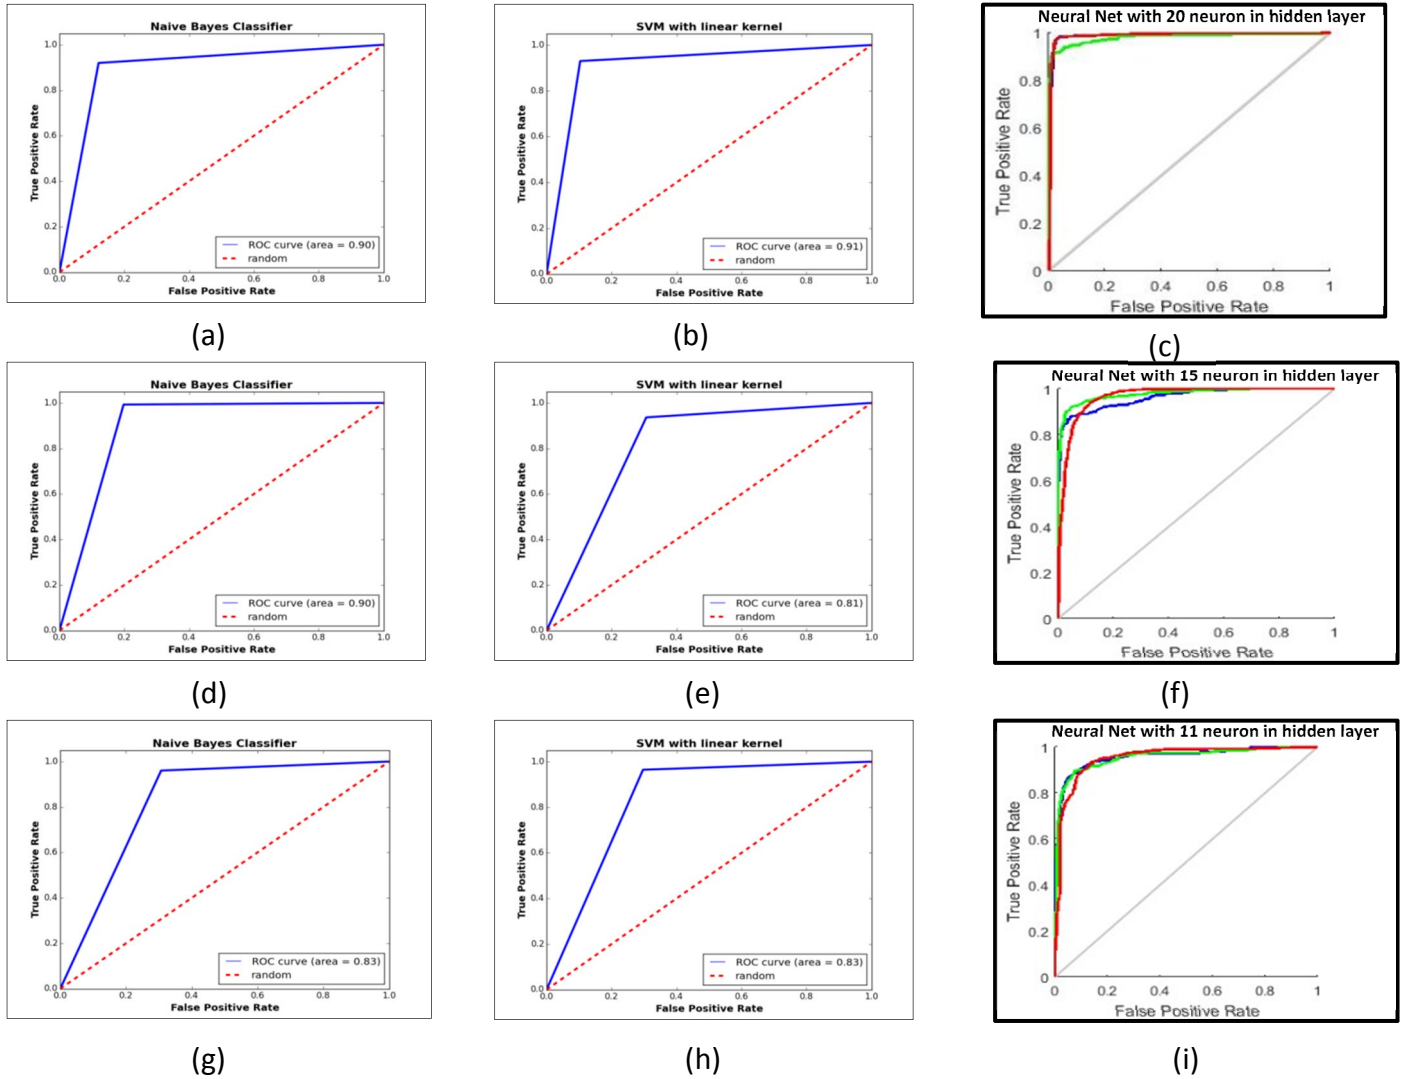 Naive Bayes Classifier
1.0
0.8
0.6
0.4
0.2
0.0
True Positive Rate
ROC curve (area = 0.90)
random
0.0 0.2 0.4 0.6 0.8 1.0
False Positive Rate
(a)
SVM with linear kernel
1.0
0.8
0.6
0.4
0.2
0.0
True Positive Rate
ROC curve (area = 0.91)
random
0.0 0.2 0.4 0.6 0.8 1.0
False Positive Rate
(b)
Neural Net with 20 neuron in hidden layer
1
0.8
0.6
0.4
0.2
0
True Positive Rate
0 0.2 0.4 0.6 0.8 1
False Positive Rate
(c)
Naive Bayes Classifier
1.0
0.8
0.6
0.4
0.2
0.0
True Positive Rate
ROC curve (area = 0.90)
random
0.0 0.2 0.4 0.6 0.8 1.0
False Positive Rate
(d)
SVM with linear kernel
1.0
0.8
0.6
0.4
0.2
0.0
True Positive Rate
ROC curve (area = 0.81)
random
0.0 0.2 0.4 0.6 0.8 1.0
False Positive Rate
(e)
Neural Net with 15 neuron in hidden layer
1
0.8
0.6
0.4
0.2
0
True Positive Rate
0 0.2 0.4 0.6 0.8 1
False Positive Rate
(f)
Naive Bayes Classifier
1.0
0.8
0.6
0.4
0.2
0.0
True Positive Rate
ROC curve (area = 0.83)
random
0.0 0.2 0.4 0.6 0.8 1.0
False Positive Rate
(g)
SVM with linear kernel
1.0
0.8
0.6
0.4
0.2
0.0
True Positive Rate
ROC curve (area = 0.83)
random
0.0 0.2 0.4 0.6 0.8 1.0
False Positive Rate
(h)
Neural Net with 11 neuron in hidden layer
1
0.8
0.6
0.4
0.2
0
True Positive Rate
0 0.2 0.4 0.6 0.8 1
False Positive Rate
(i)